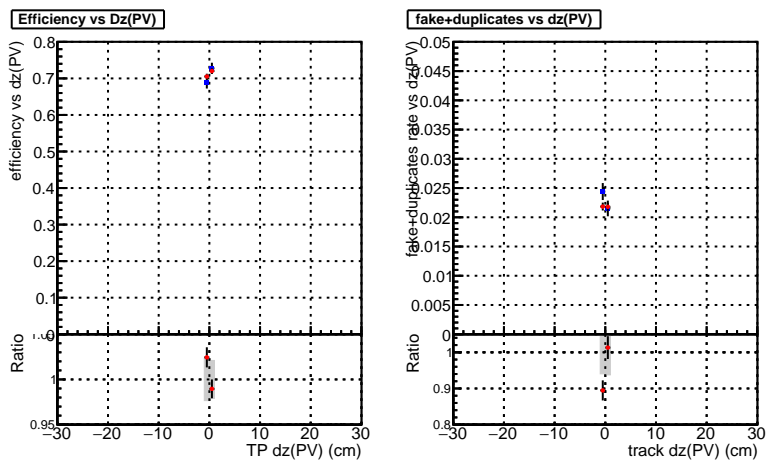 Efficiency vs Dz(PV)
efficiency vs dz(PV)
0.8
0.7
0.6
0.5
0.4
0.3
0.2
0.1
0
Ratio
1
0.95
−30 −20 −10 0 10 20 30
TP dz(PV) (cm)
fake+duplicates vs dz(PV)
fake+duplicates rate vs dz(PV)
0.05
0.045
0.04
0.035
0.03
0.025
0.02
0.015
0.01
0.005
0
Ratio
1
0.9
0.8
−30 −20 −10 0 10 20 30
track dz(PV) (cm)